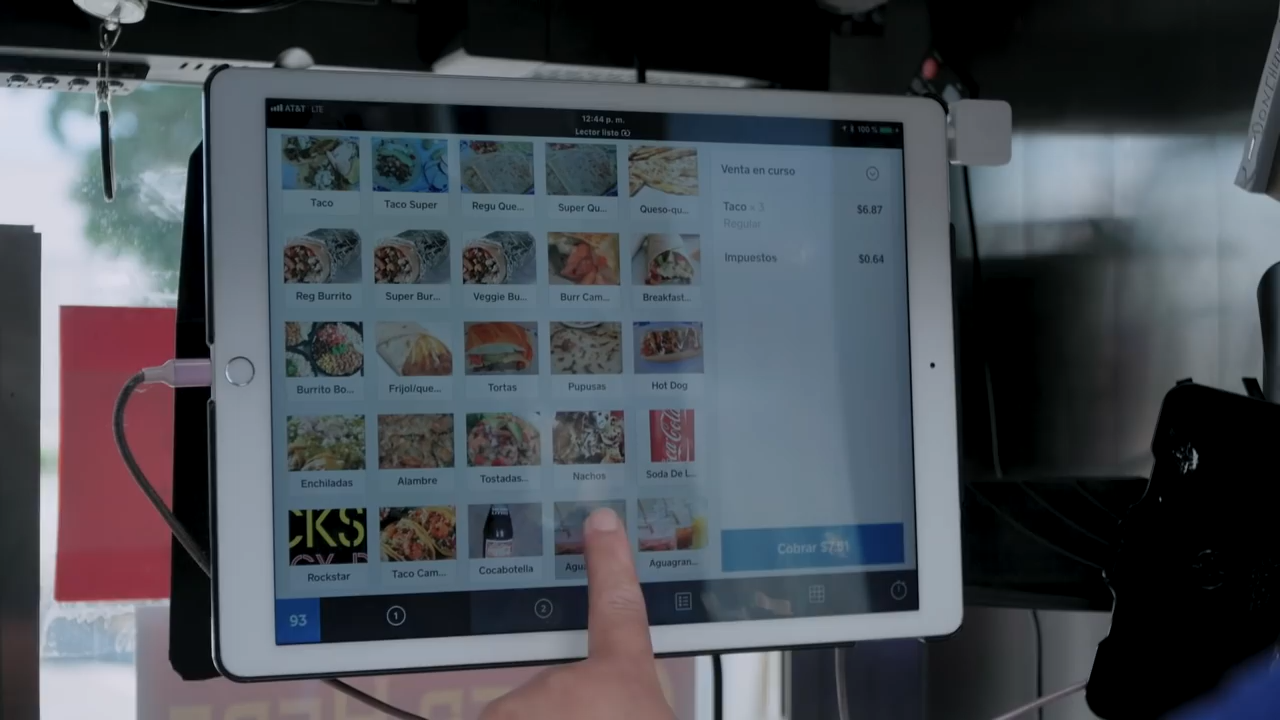 AT&T LTE
12:44 p. m.
100 %
Lector listo
Taco
Taco Super
Regu Que...
Super Qu...
Queso-qu...
Reg Burrito
Super Bur...
Veggie Bu...
Burr Cam...
Breakfast...
Burrito Bo...
Frijol/que...
Tortas
Pupusas
Hot Dog
Enchiladas
Alambre
Tostadas...
Nachos
Soda De L...
CKS
Rockstar
Taco Cam...
Cocabotella
Agua
Aguagran...
Venta en curso
Taco × 3
$6.87
Regular
Impuestos
$0.64
Cobrar $7.51
93
1
2